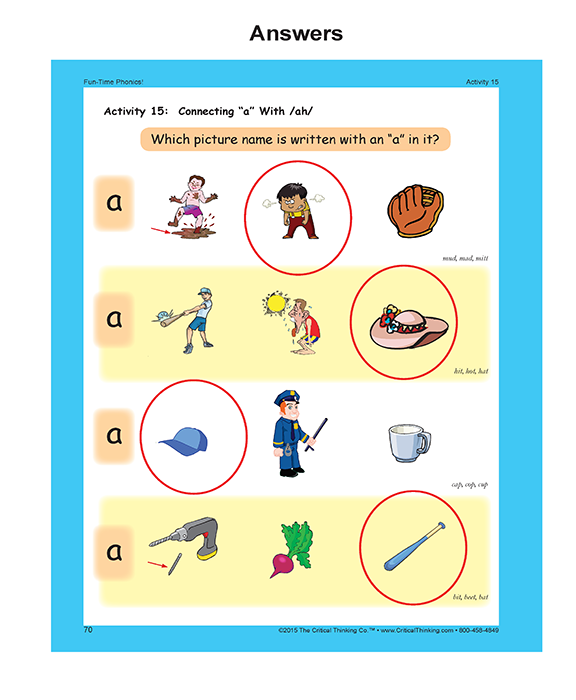 Answers
Fun-Time Phonics!
Activity 15
Activity 15: Connecting “a” With /ah/
Which picture name is written with an “a” in it?
a
mud, mad, mitt
a
hit, hot, hat
a
cap, cop, cup
a
bit, beet, bat
70
©2015 The Critical Thinking Co.™ • www.CriticalThinking.com • 800-458-4849